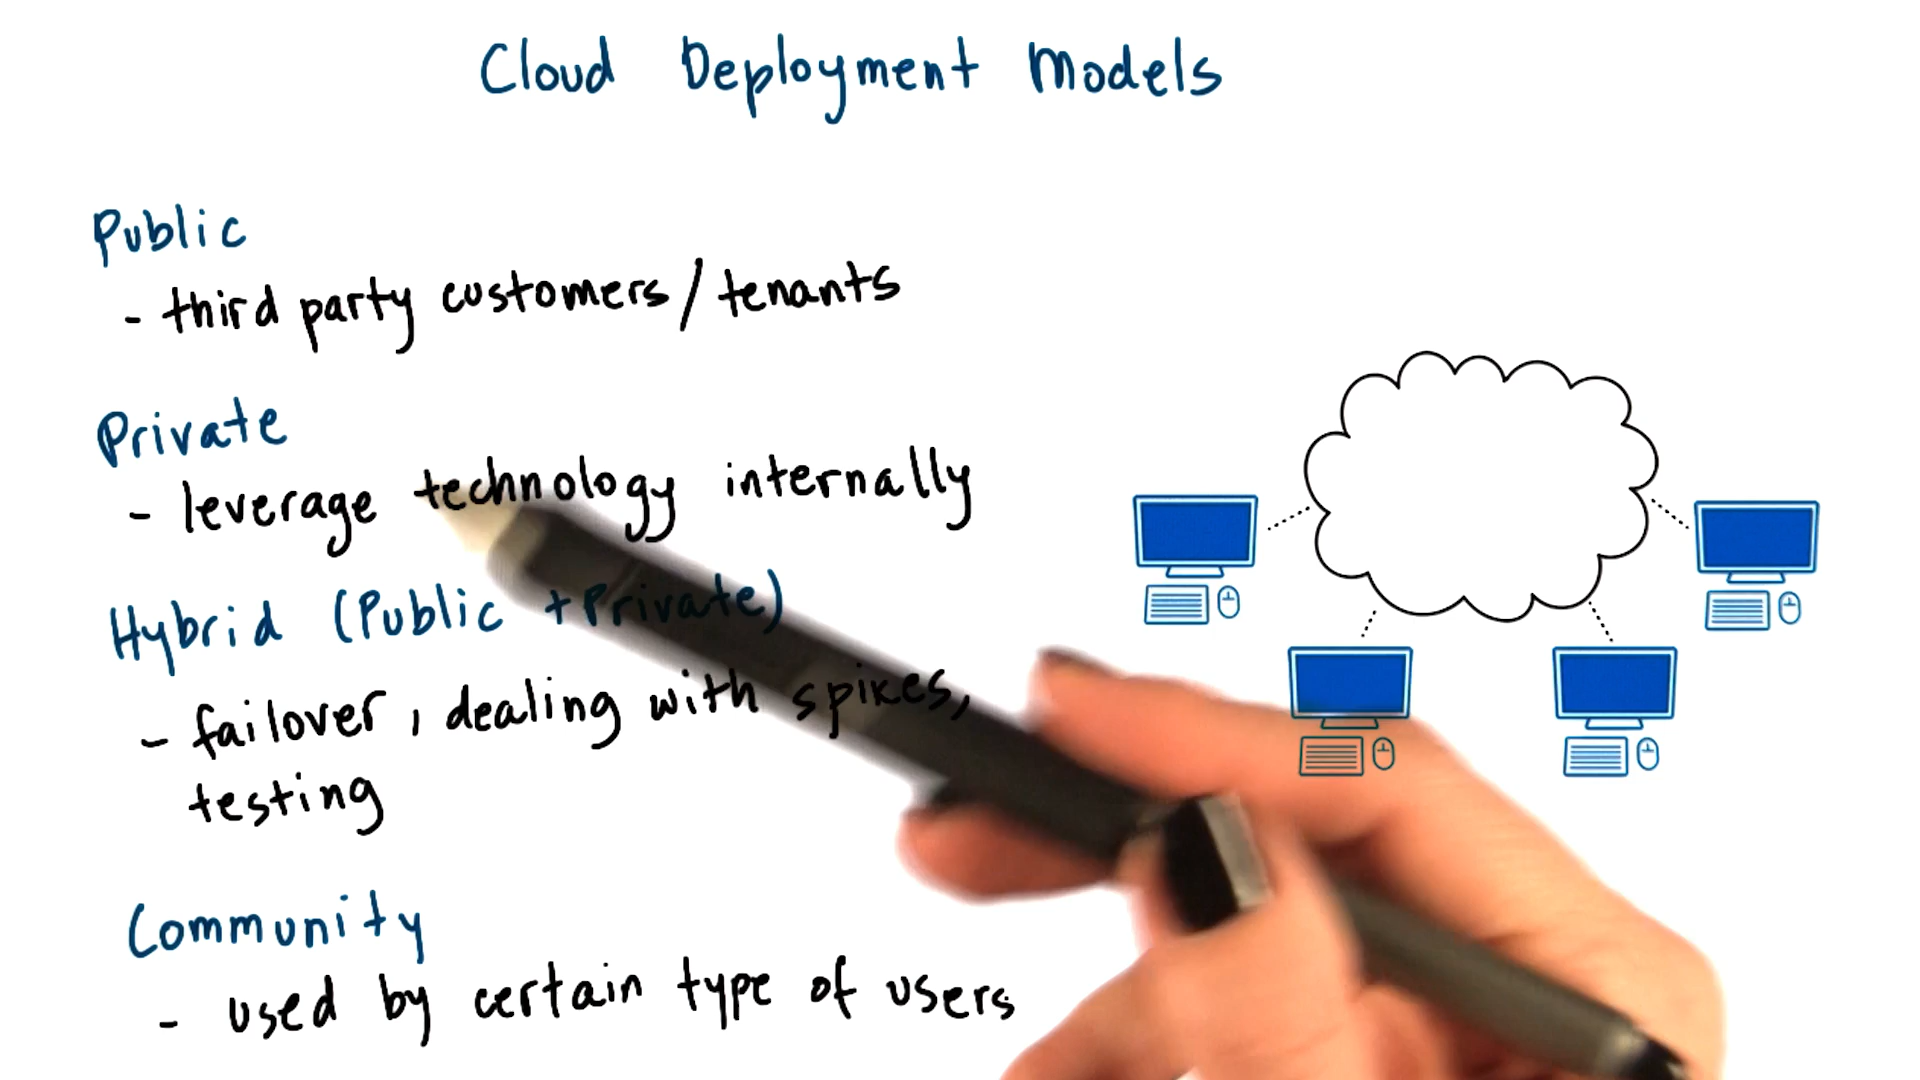 Cloud Deployment Models
Public
- third party customers/tenants
Private
- leverage technology internally
Hybrid (Public + Private)
- failover, dealing with spikes,
testing
Community
- used by certain type of users